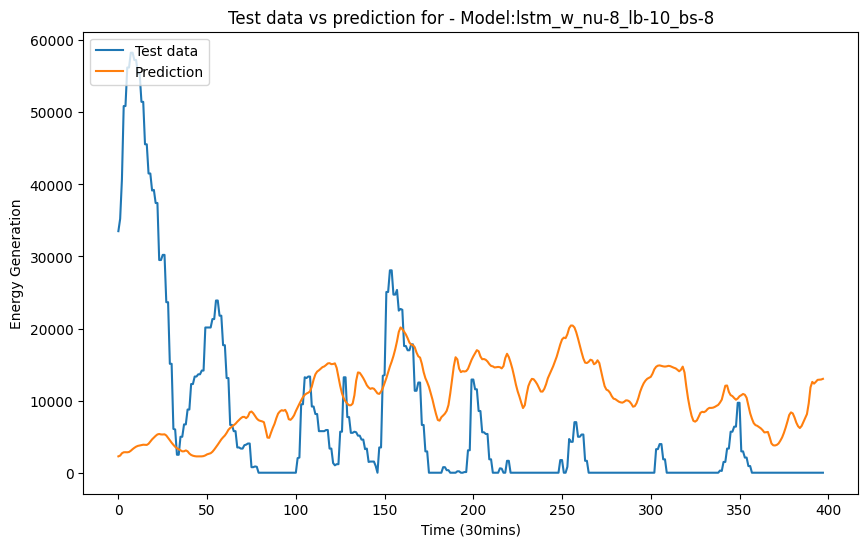 Test data vs prediction for - Model:lstm_w_nu-8_lb-10_bs-8
Test data
Prediction
60000
50000
40000
30000
20000
10000
0
Energy Generation
0 50 100 150 200 250 300 350 400
Time (30mins)